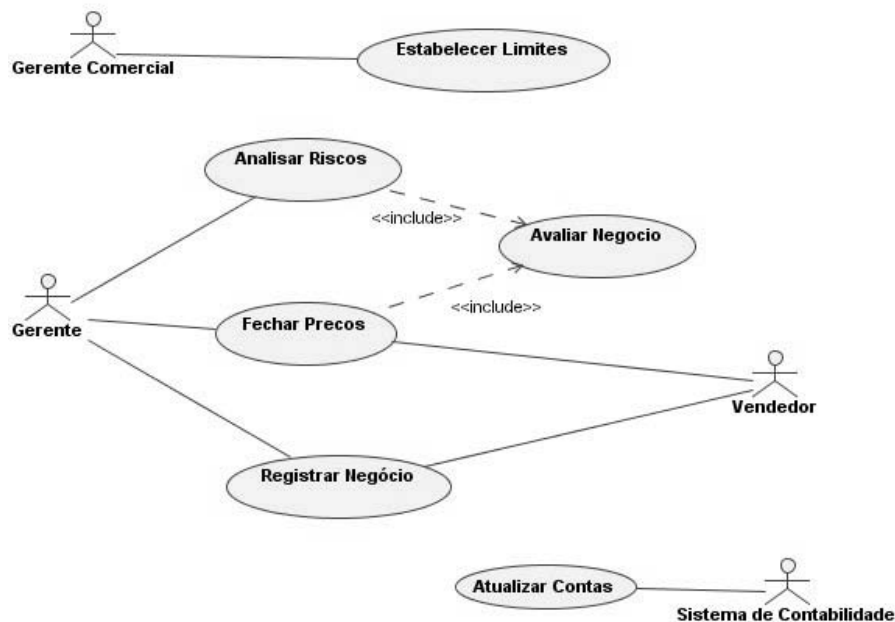 Estabelecer Limites
Gerente Comercial
Analisar Riscos
<<include>>
Avaliar Negocio
<<include>>
Fechar Precos
Gerente
Vendedor
Registrar Negócio
Atualizar Contas
Sistema de Contabilidade